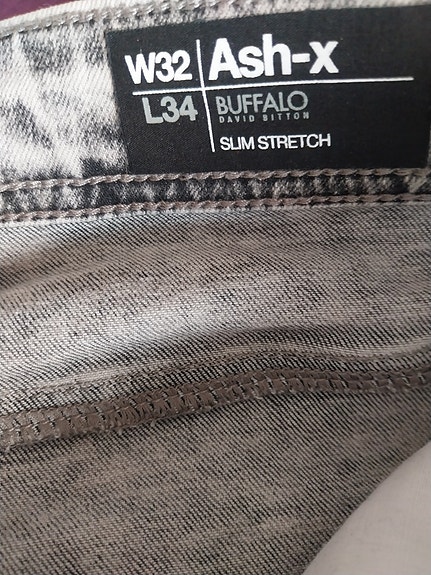 W32 Ash-x
L34 BUFFALO
DAVID BITTON
SLIM STRETCH